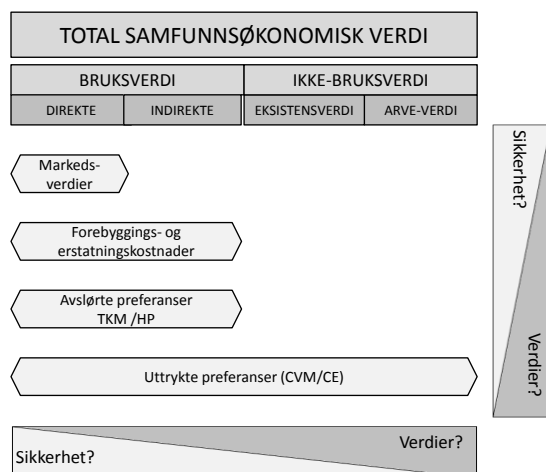 TOTAL SAMFUNNSØKONOMISK VERDI
BRUKSVERDI
IKKE-BRUKSVERDI
DIREKTE
INDIREKTE
EKSISTENSVERDI
ARVE-VERDI
Markeds-
verdier
Forebyggings- og
erstatningskostnader
Avslørte preferanser
TKM /HP
Uttrykte preferanser (CVM/CE)
Sikkerhet?
Verdier?
Sikkerhet?
Verdier?